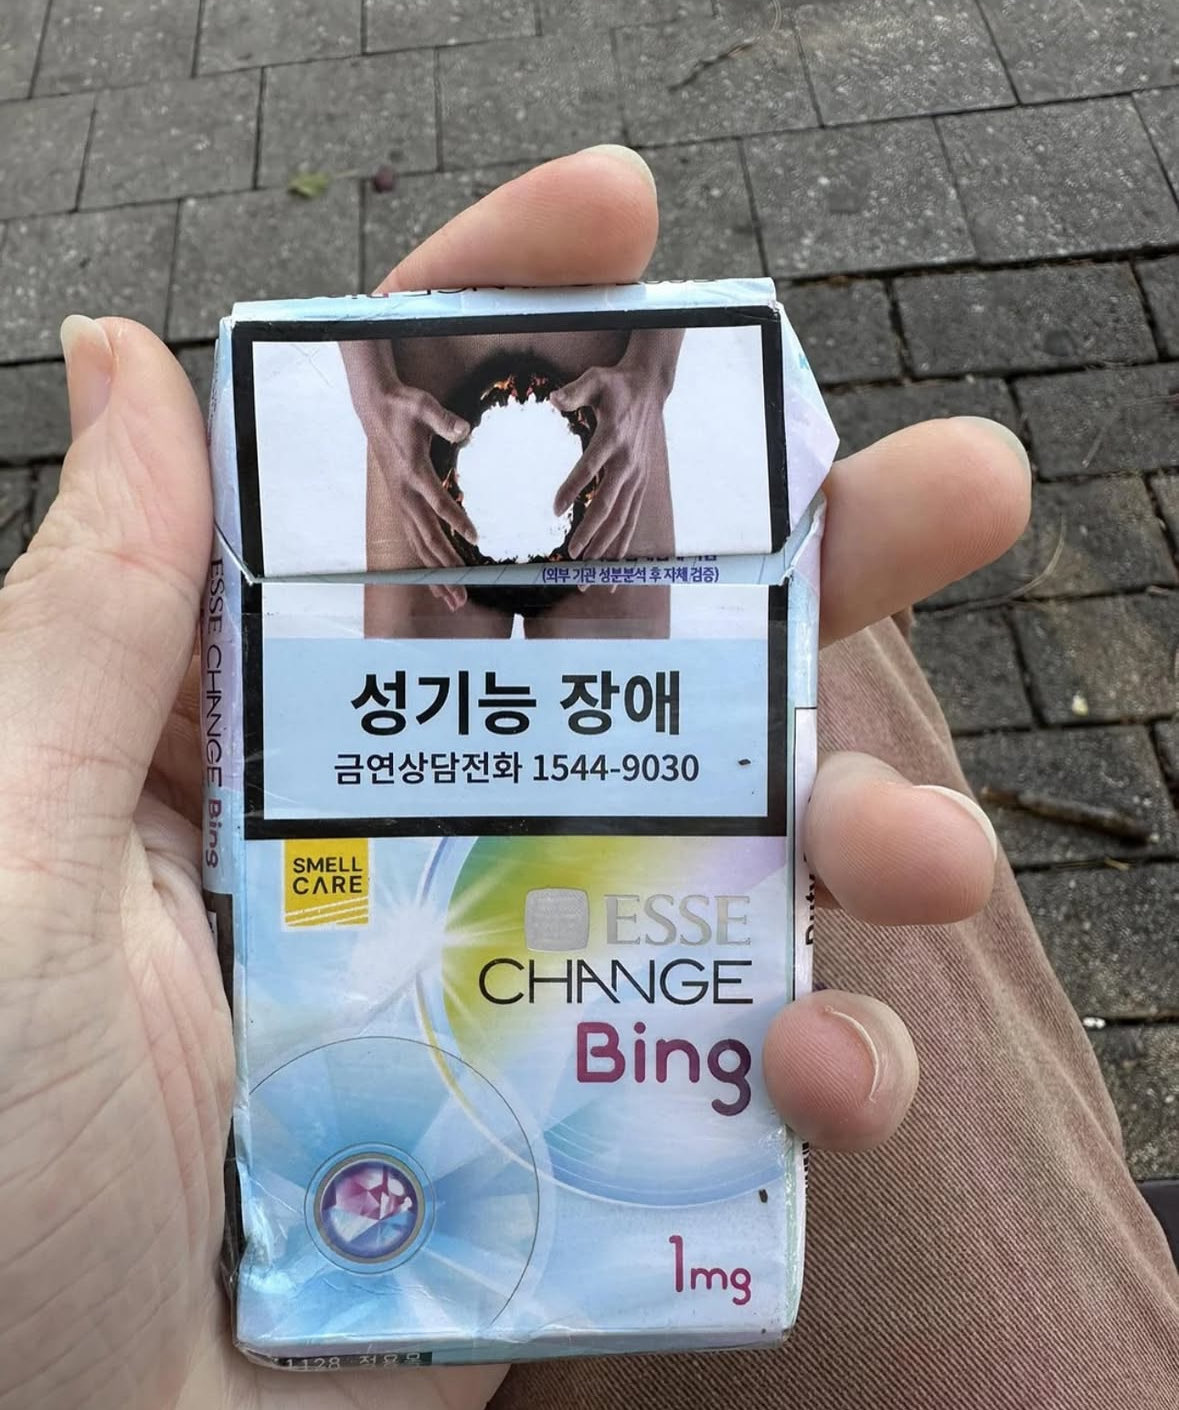 (외부 기관 성분분석 후 자체 검증)
성기능 장애
금연상담전화 1544-9030
SMELL
CARE
ESSE
CHANGE
Bing
1mg
ESSE CHANGE Bing